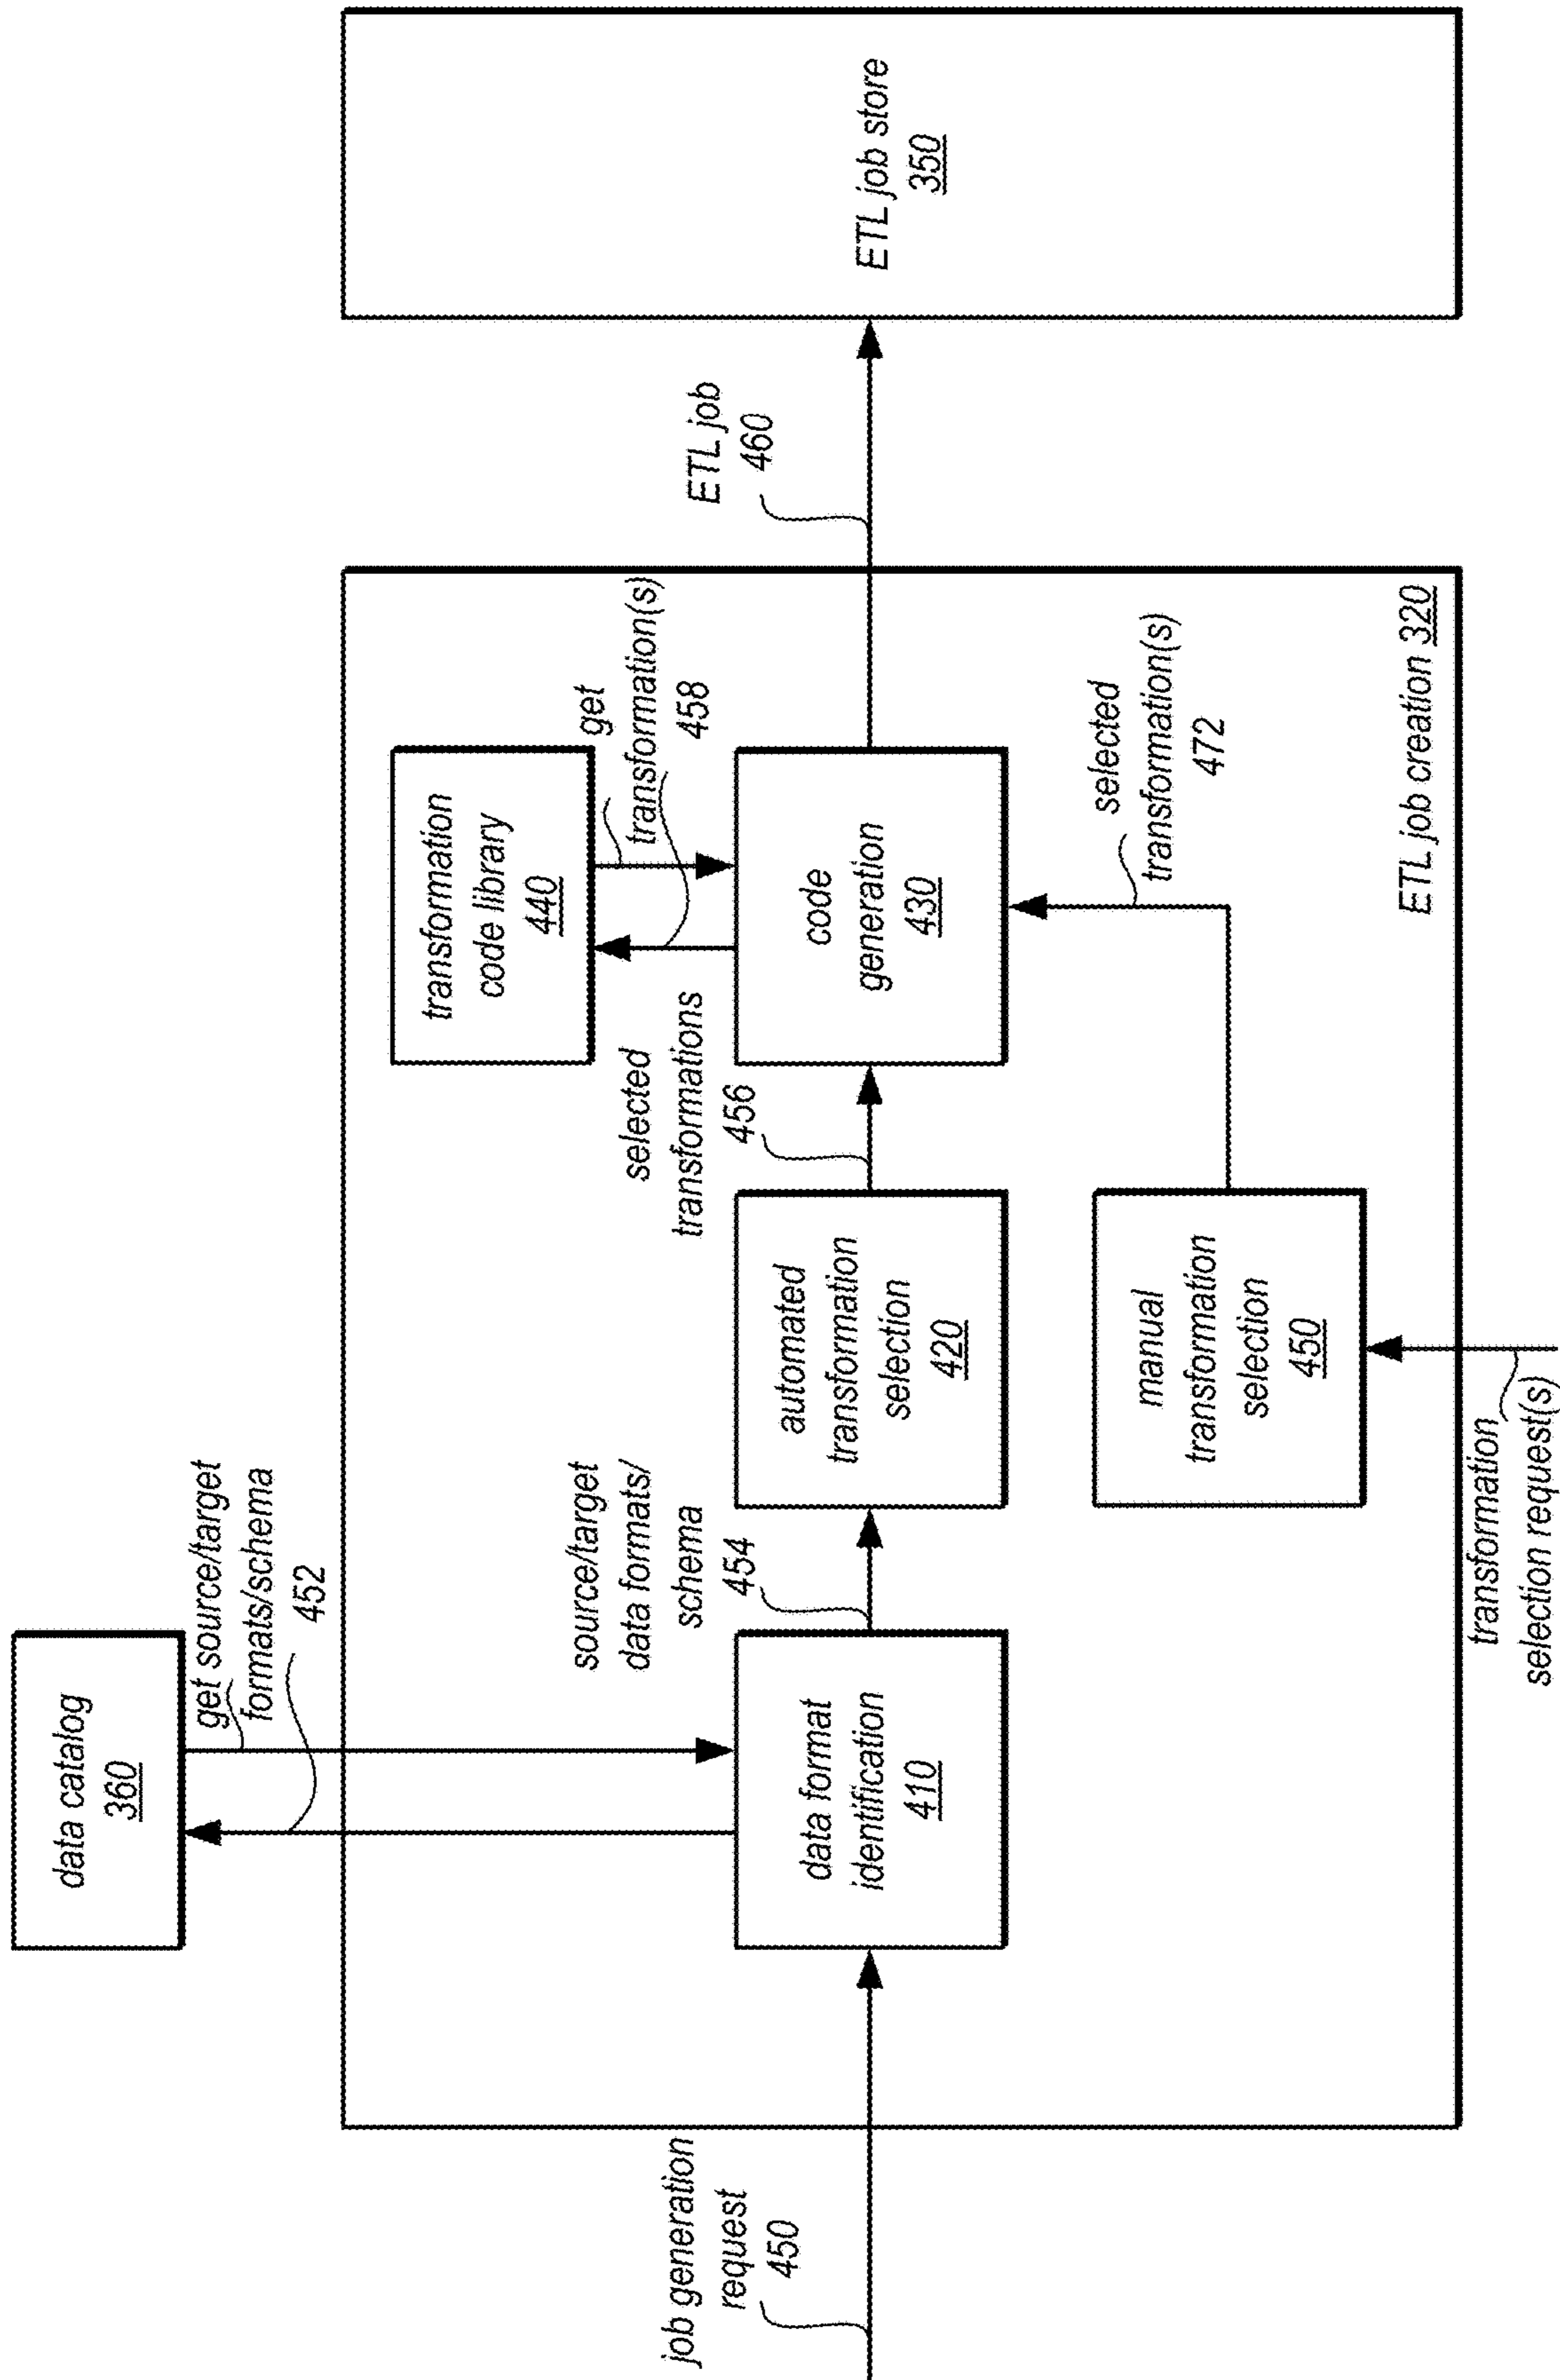 data catalog
360
get source/target
formats/schema
452
job generation
request
450
data format
identification
410
source/target
data formats/
schema
454
automated
transformation
selection
420
selected
transformations
456
transformation
code library
440
get
transformation(s)
458
code
generation
430
manual
transformation
selection
450
selected
transformation(s)
472
transformation
selection request(s)
ETL job creation 320
ETL job
460
ETL job store
350